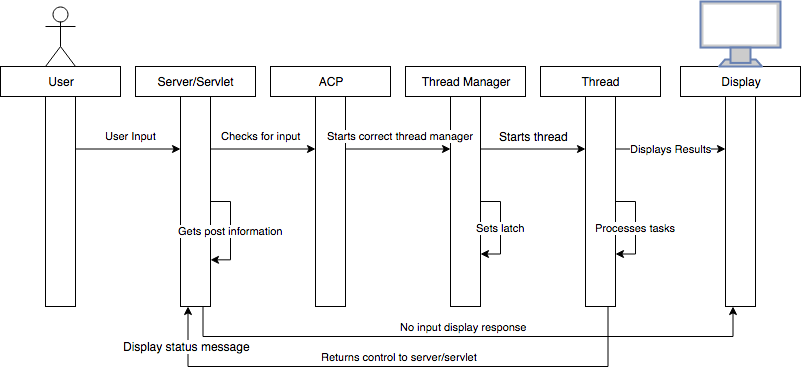 User
Server/Servlet
ACP
Thread Manager
Thread
Display
User Input
Checks for input
Starts correct thread manager
Starts thread
Displays Results
Gets post information
Sets latch
Processes tasks
No input display response
Display status message
Returns control to server/servlet